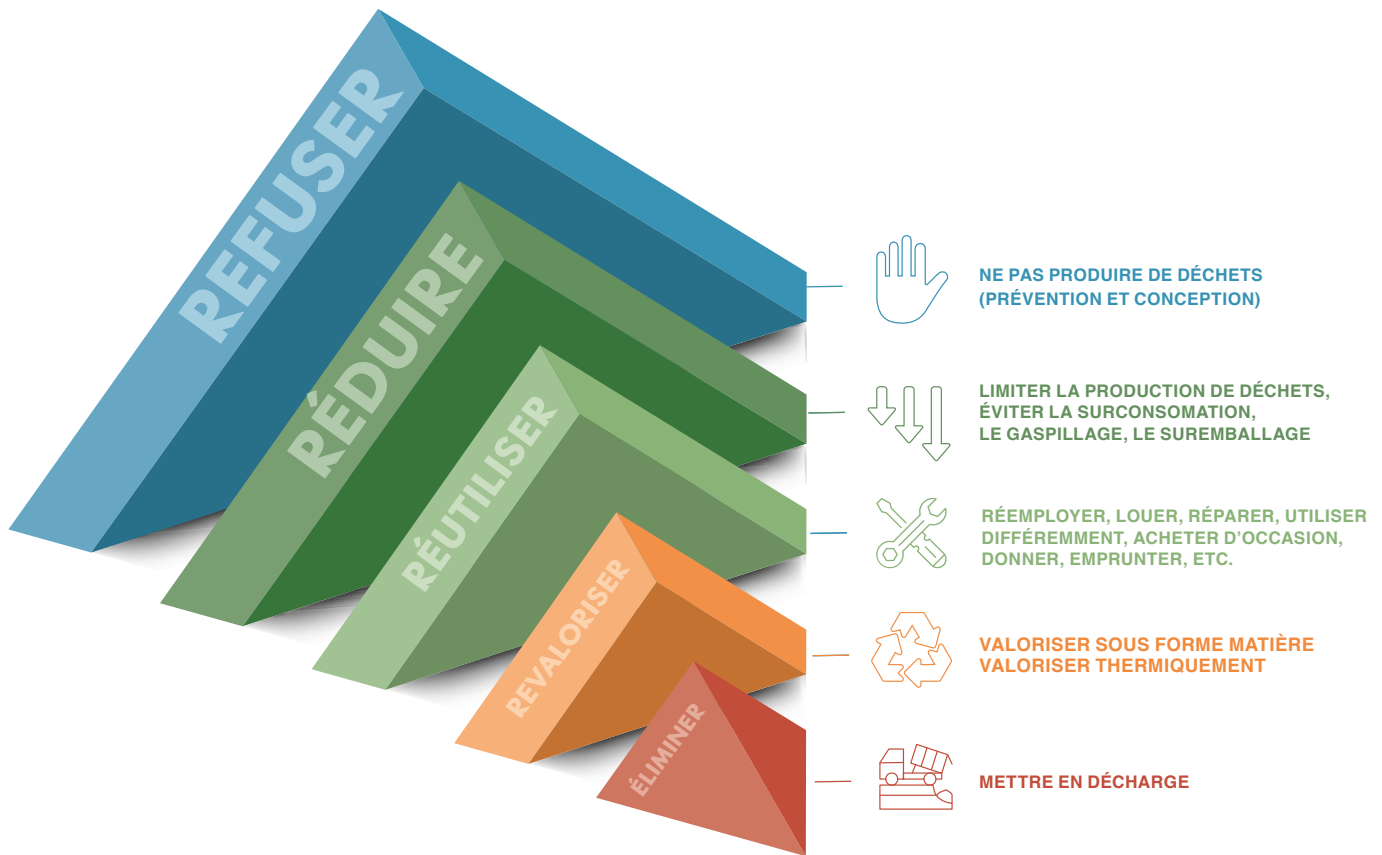 REFUSER
NE PAS PRODUIRE DE DÉCHETS
(PRÉVENTION ET CONCEPTION)
RÉDUIRE
LIMITER LA PRODUCTION DE DÉCHETS,
ÉVITER LA SURCONSOMATION,
LE GASPILLAGE, LE SUREMBALLAGE
RÉUTILISER
RÉEMPLOYER, LOUER, RÉPARER, UTILISER
DIFFÉREMMENT, ACHETER D’OCCASION,
DONNER, EMPRUNTER, ETC.
REVALORISER
VALORISER SOUS FORME MATIÈRE
VALORISER THERMIQUEMENT
ÉLIMINER
METTRE EN DÉCHARGE